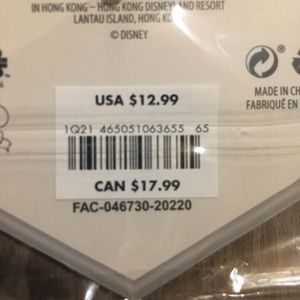 IN HONG KONG – HONG KONG DISNEYLAND RESORT
LANTAU ISLAND, HONG KONG
© DISNEY
USA $12.99
1Q21 465051063655 65
CAN $17.99
FAC-046730-20220
MADE IN CH
FABRIQUÉ EN